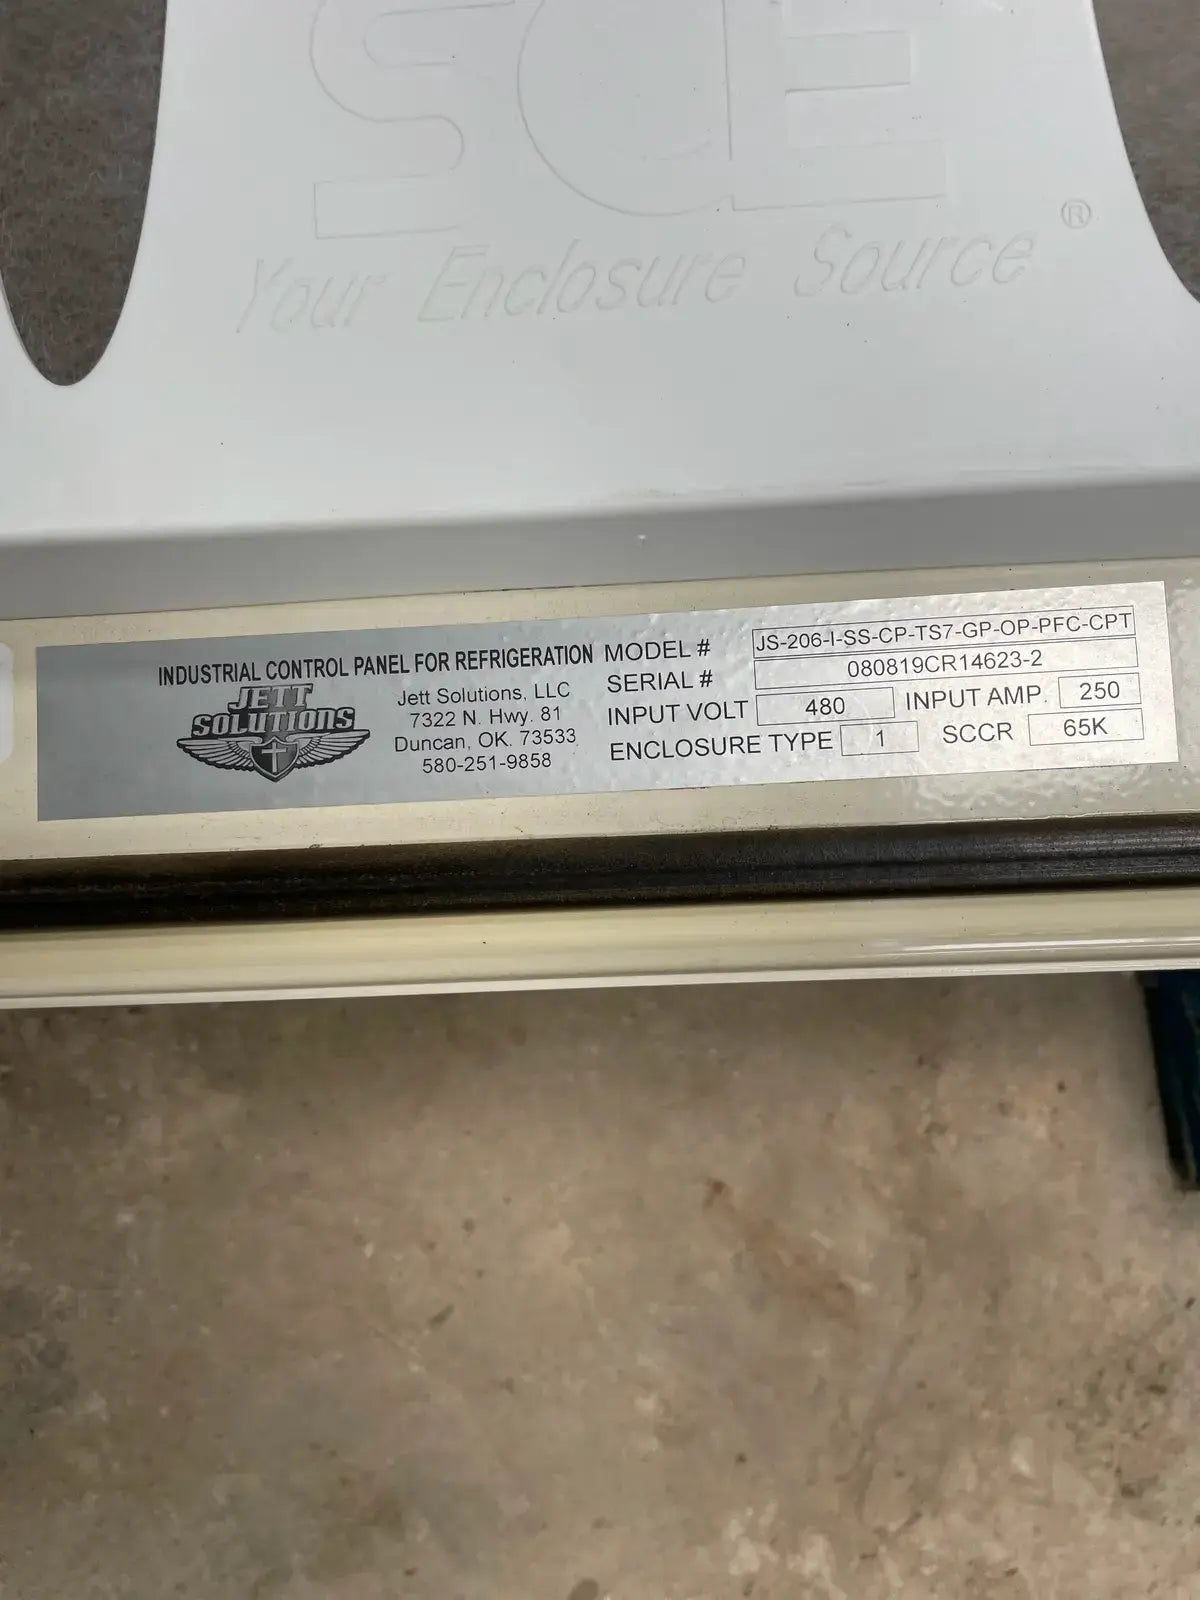 SCE
®
Your Enclosure Source
INDUSTRIAL CONTROL PANEL FOR REFRIGERATION
JETT
SOLUTIONS
Jett Solutions, LLC
7322 N. Hwy. 81
Duncan, OK. 73533
580-251-9858
MODEL # JS-206-I-SS-CP-TS7-GP-OP-PFC-CPT
SERIAL # 080819CR14623-2
INPUT VOLT 480 INPUT AMP. 250
ENCLOSURE TYPE 1 SCCR 65K